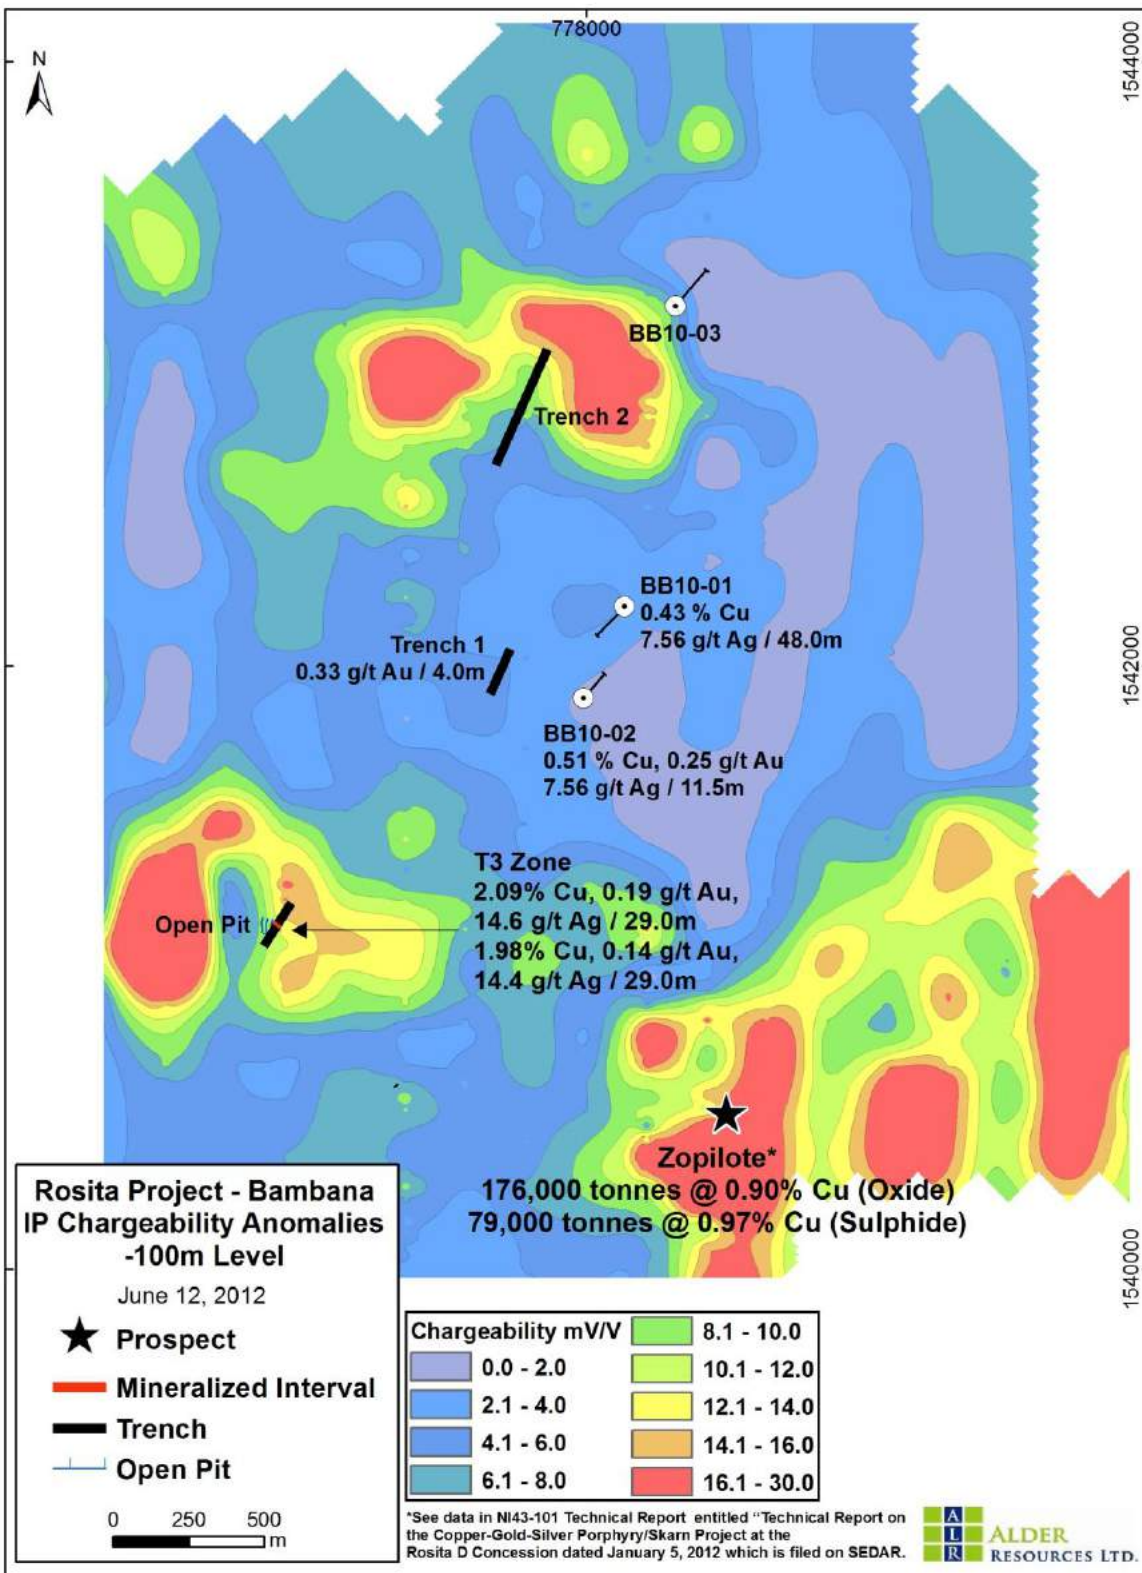 778000
1544000
N
BB10-03
Trench 2
BB10-01
0.43 % Cu
7.56 g/t Ag / 48.0m
Trench 1
0.33 g/t Au / 4.0m
1542000
BB10-02
0.51 % Cu, 0.25 g/t Au
7.56 g/t Ag / 11.5m
T3 Zone
2.09% Cu, 0.19 g/t Au,
14.6 g/t Ag / 29.0m
1.98% Cu, 0.14 g/t Au,
14.4 g/t Ag / 29.0m
Open Pit
Zopilote*
176,000 tonnes @ 0.90% Cu (Oxide)
79,000 tonnes @ 0.97% Cu (Sulphide)
1540000
Rosita Project - Bambana
IP Chargeability Anomalies
-100m Level
June 12, 2012
Prospect
Mineralized Interval
Trench
Open Pit
0 250 500
m
Chargeability mV/V
0.0 - 2.0
2.1 - 4.0
4.1 - 6.0
6.1 - 8.0
8.1 - 10.0
10.1 - 12.0
12.1 - 14.0
14.1 - 16.0
16.1 - 30.0
*See data in NI43-101 Technical Report entitled "Technical Report on
the Copper-Gold-Silver Porphyry/Skarn Project at the
Rosita D Concession dated January 5, 2012 which is filed on SEDAR.
A
L
R
ALDER
RESOURCES LTD.